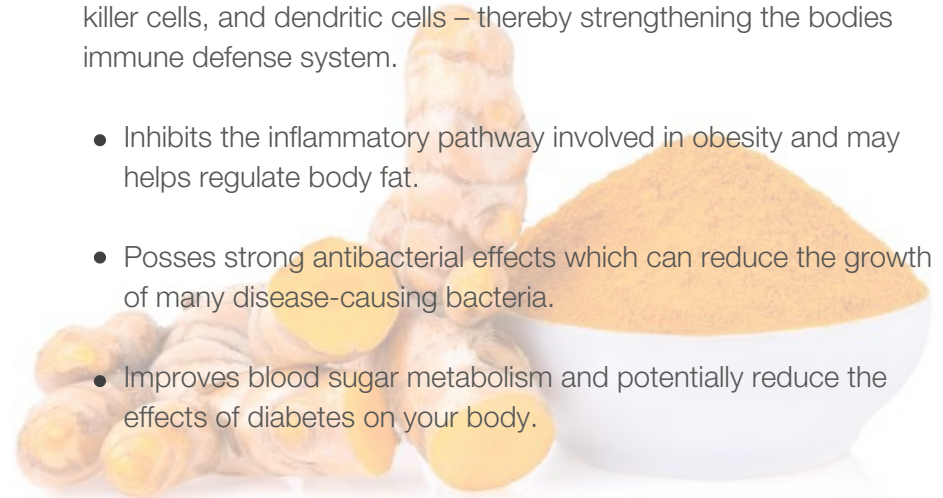 killer cells, and dendritic cells – thereby strengthening the bodies
immune defense system.
● Inhibits the inflammatory pathway involved in obesity and may
helps regulate body fat.
● Posses strong antibacterial effects which can reduce the growth
of many disease-causing bacteria.
● Improves blood sugar metabolism and potentially reduce the
effects of diabetes on your body.